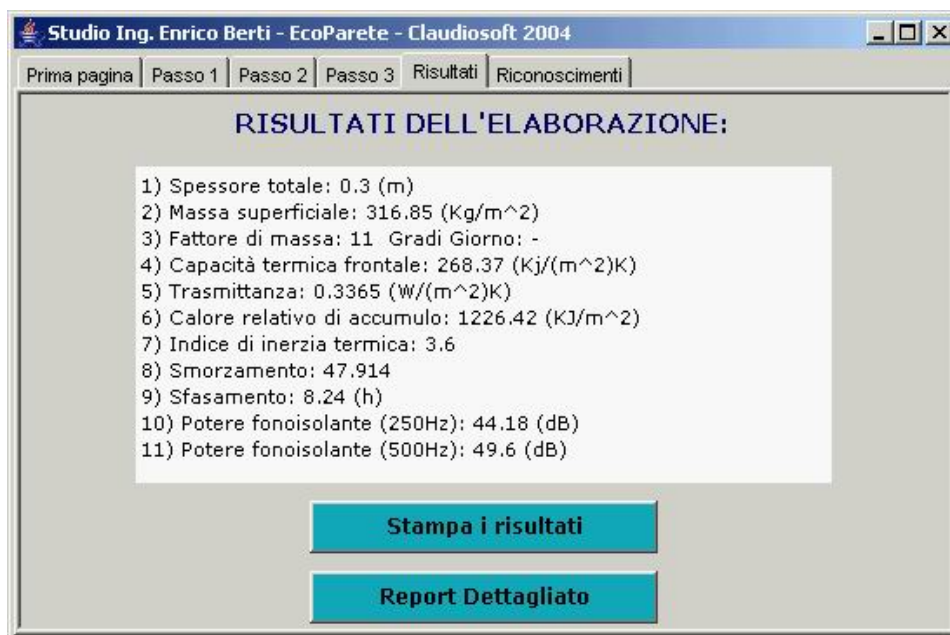 Studio Ing. Enrico Berti - EcoParete - Claudiosoft 2004
Prima pagina Passo 1 Passo 2 Passo 3 Risultati Riconoscimenti
RISULTATI DELL'ELABORAZIONE:
1) Spessore totale: 0.3 (m)
2) Massa superficiale: 316.85 (Kg/m^2)
3) Fattore di massa: 11 Gradi Giorno: -
4) Capacità termica frontale: 268.37 (Kj/(m^2)K)
5) Trasmittanza: 0.3365 (W/(m^2)K)
6) Calore relativo di accumulo: 1226.42 (KJ/m^2)
7) Indice di inerzia termica: 3.6
8) Smorzamento: 47.914
9) Sfasamento: 8.24 (h)
10) Potere fonoisolante (250Hz): 44.18 (dB)
11) Potere fonoisolante (500Hz): 49.6 (dB)
Stampa i risultati
Report Dettagliato